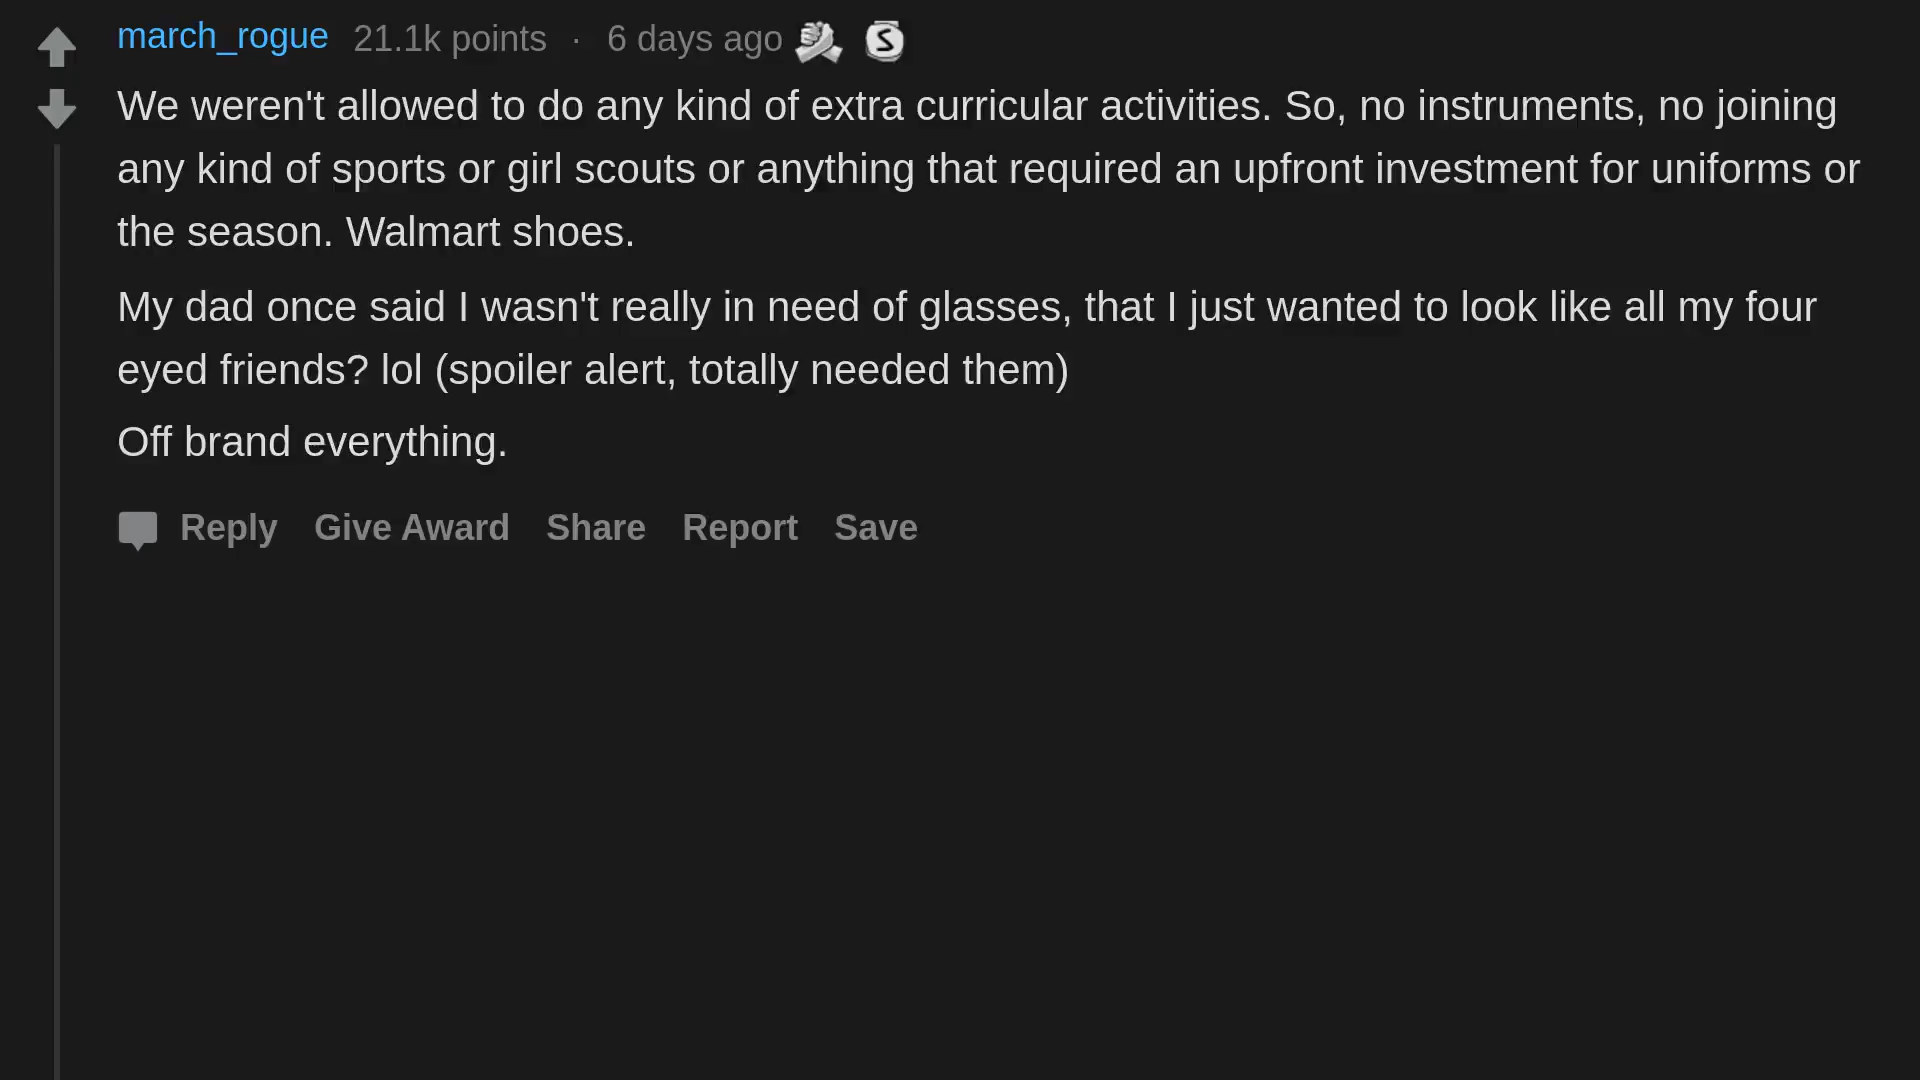 march_rogue 21.1k points · 6 days ago
We weren't allowed to do any kind of extra curricular activities. So, no instruments, no joining
any kind of sports or girl scouts or anything that required an upfront investment for uniforms or
the season. Walmart shoes.
My dad once said I wasn't really in need of glasses, that I just wanted to look like all my four
eyed friends? lol (spoiler alert, totally needed them)
Off brand everything.
Reply Give Award Share Report Save